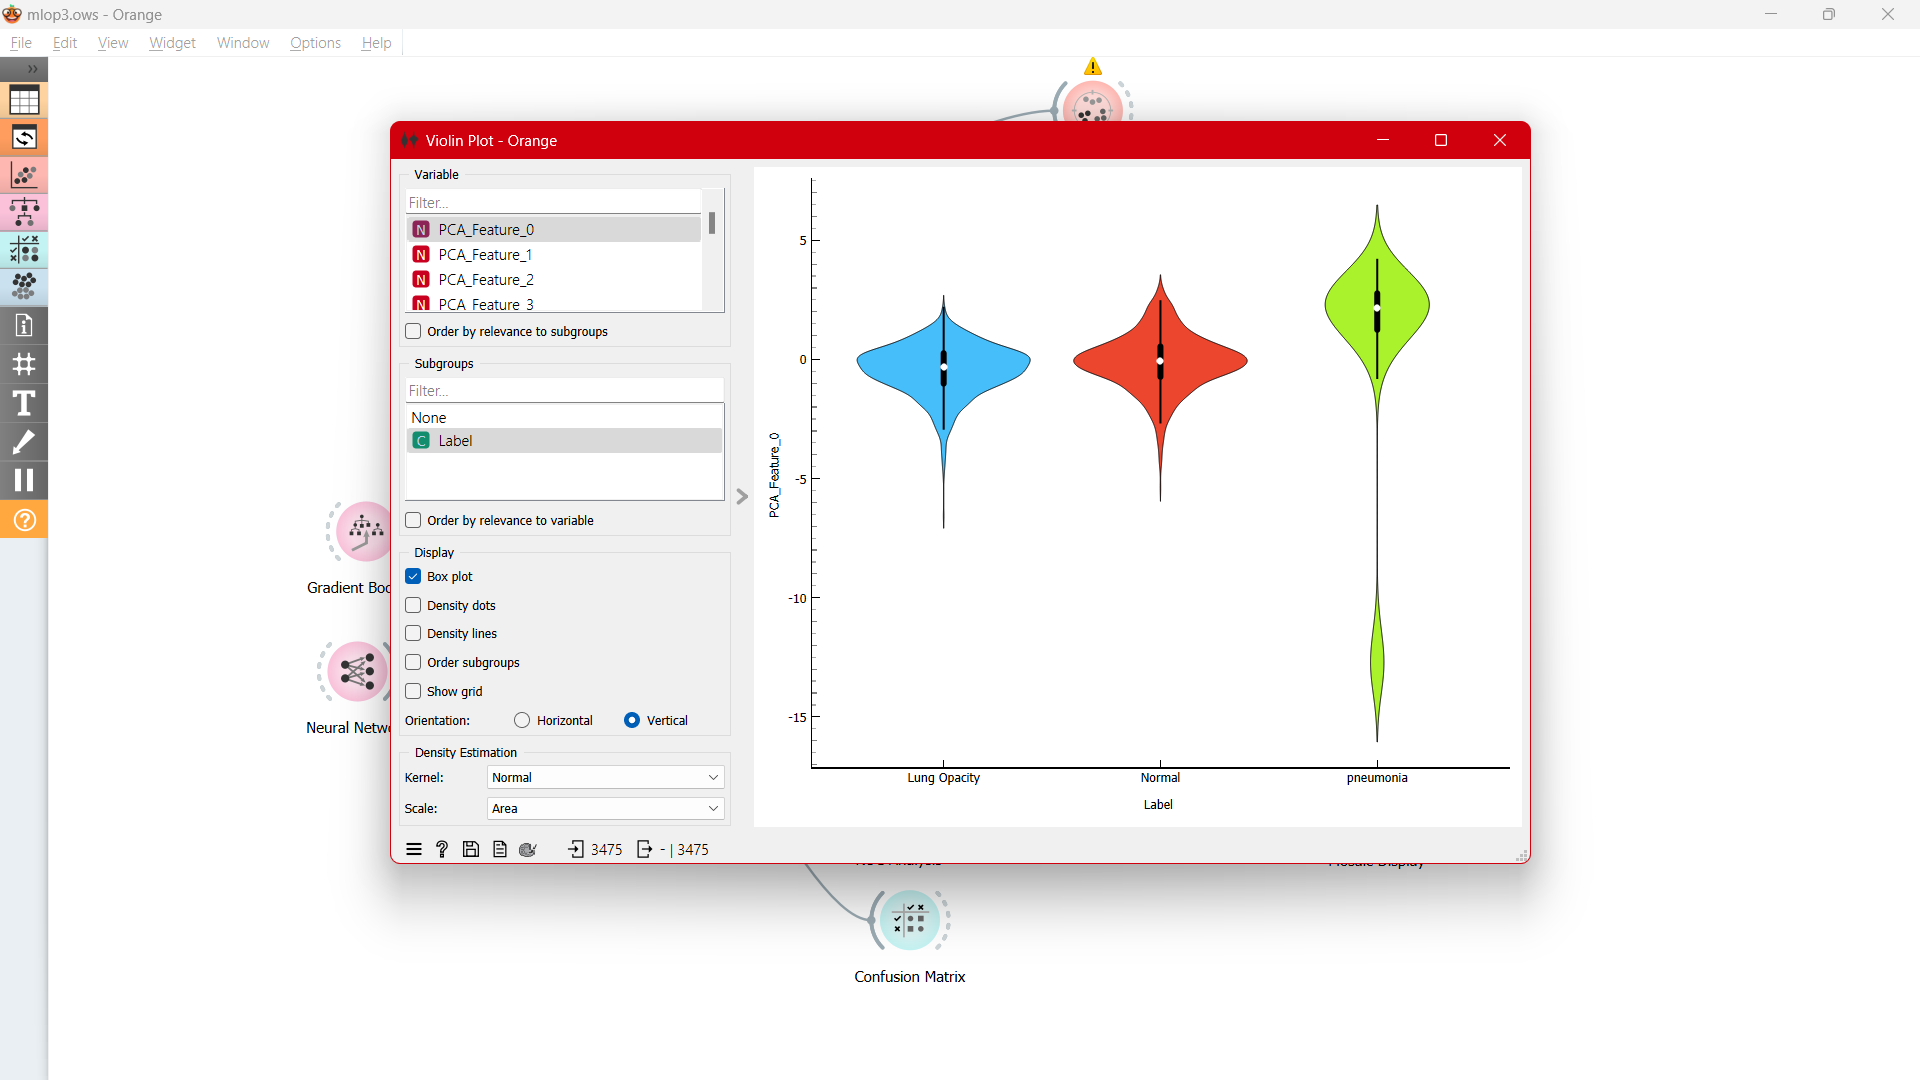 mlop3.ows - Orange
File Edit View Widget Window Options Help
Violin Plot - Orange
Variable
Filter...
N PCA_Feature_0
N PCA_Feature_1
N PCA_Feature_2
N PCA_Feature_3
Order by relevance to subgroups
Subgroups
Filter...
None
C Label
Order by relevance to variable
Display
Box plot
Density dots
Density lines
Order subgroups
Show grid
Orientation: Horizontal Vertical
Density Estimation
Kernel: Normal
Scale: Area
3475 - | 3475
PCA_Feature_0
5
0
-5
-10
-15
Lung Opacity Normal pneumonia
Label
Gradient Boo
Neural Netw
Mosaic Display
Confusion Matrix